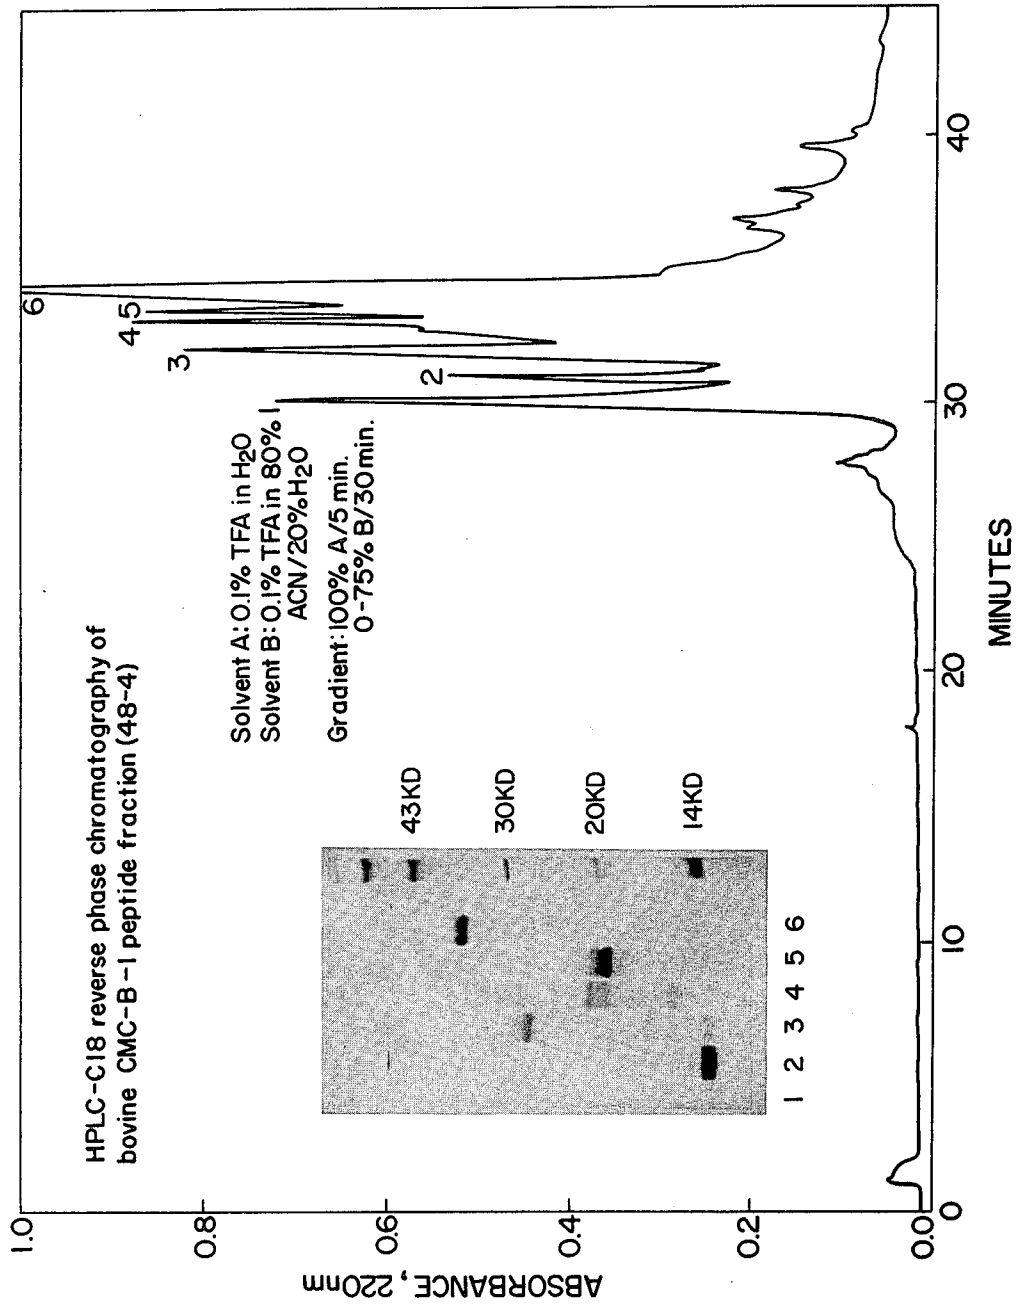 HPLC-C18 reverse phase chromatography of
bovine CMC-B-1 peptide fraction (48-4)
Solvent A: 0.1% TFA in H2O
Solvent B: 0.1% TFA in 80%
ACN/20%H2O
Gradient: 100% A/5 min.
0-75% B/30min.
1
2
3
4
5
6
43KD
30KD
20KD
14KD
1 2 3 4 5 6
ABSORBANCE, 220nm
1.0
0.8
0.6
0.4
0.2
0.0
0 10 20 30 40
MINUTES